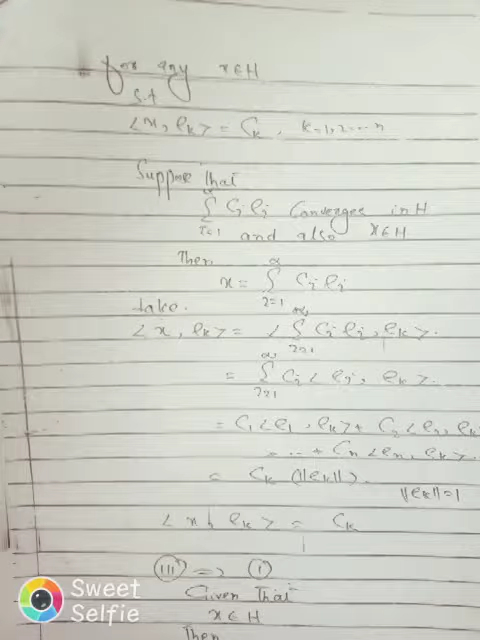 for any x∈H
s.t
<x, ek> = Ck, k=1,2....n
Suppose that
∞
∑ Ci ei Converges in H
i=1 and also x∈H
Then
∞
x = ∑ Ci ei
i=1
take.
<x, ek> = <∑ Ci ei, ek>.
= ∑ Ci <ei, ek>.
= C1 <e1, ek> + C2 <e2, ek
+ ... + Cn <en, ek>.
= Ck (||ek||).
||ek||=1
<x, ek> = Ck
(III) => (I)
Given That
x∈H
Then
Sweet
Selfie